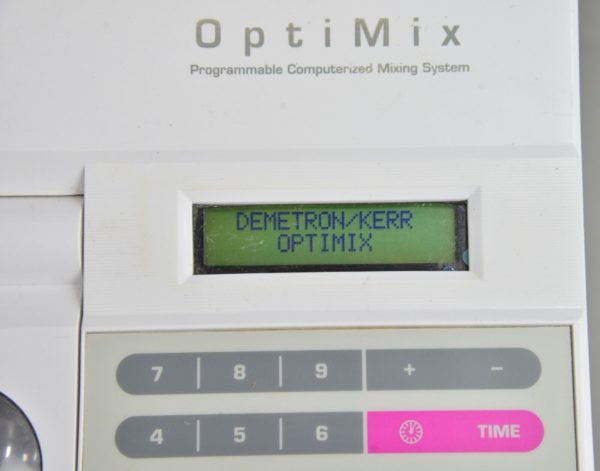 OptiMix
Programmable Computerized Mixing System
DEMETRON/KERR
OPTIMIX
7 8 9 + -
4 5 6 TIME